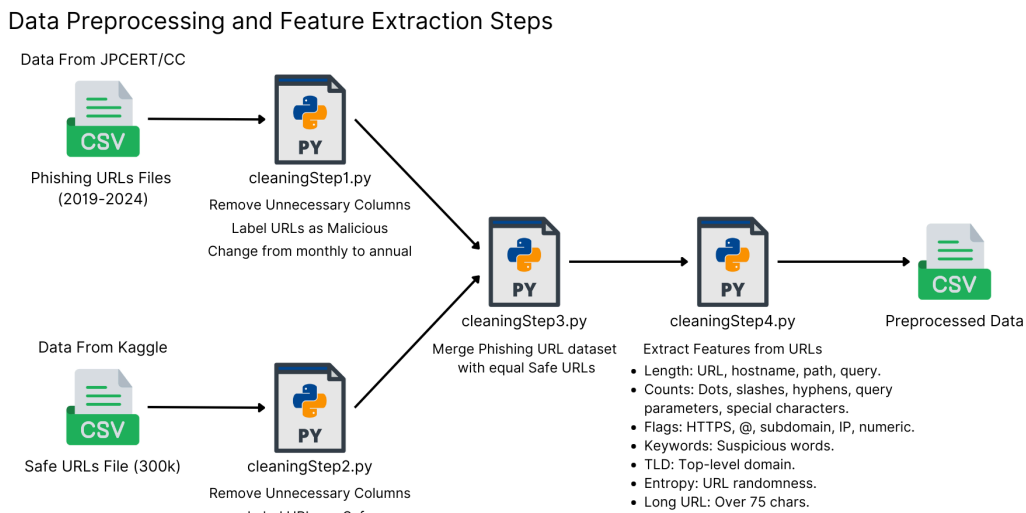 Data Preprocessing and Feature Extraction Steps
Data From JPCERT/CC
CSV
Phishing URLs Files
(2019-2024)
PY
cleaningStep1.py
Remove Unnecessary Columns
Label URLs as Malicious
Change from monthly to annual
Data From Kaggle
CSV
Safe URLs File (300k)
PY
cleaningStep2.py
Remove Unnecessary Columns
Label URLs as Safe
PY
cleaningStep3.py
Merge Phishing URL dataset
with equal Safe URLs
PY
cleaningStep4.py
Extract Features from URLs
• Length: URL, hostname, path, query.
• Counts: Dots, slashes, hyphens, query
parameters, special characters.
• Flags: HTTPS, @, subdomain, IP, numeric.
• Keywords: Suspicious words.
• TLD: Top-level domain.
• Entropy: URL randomness.
• Long URL: Over 75 chars.
CSV
Preprocessed Data